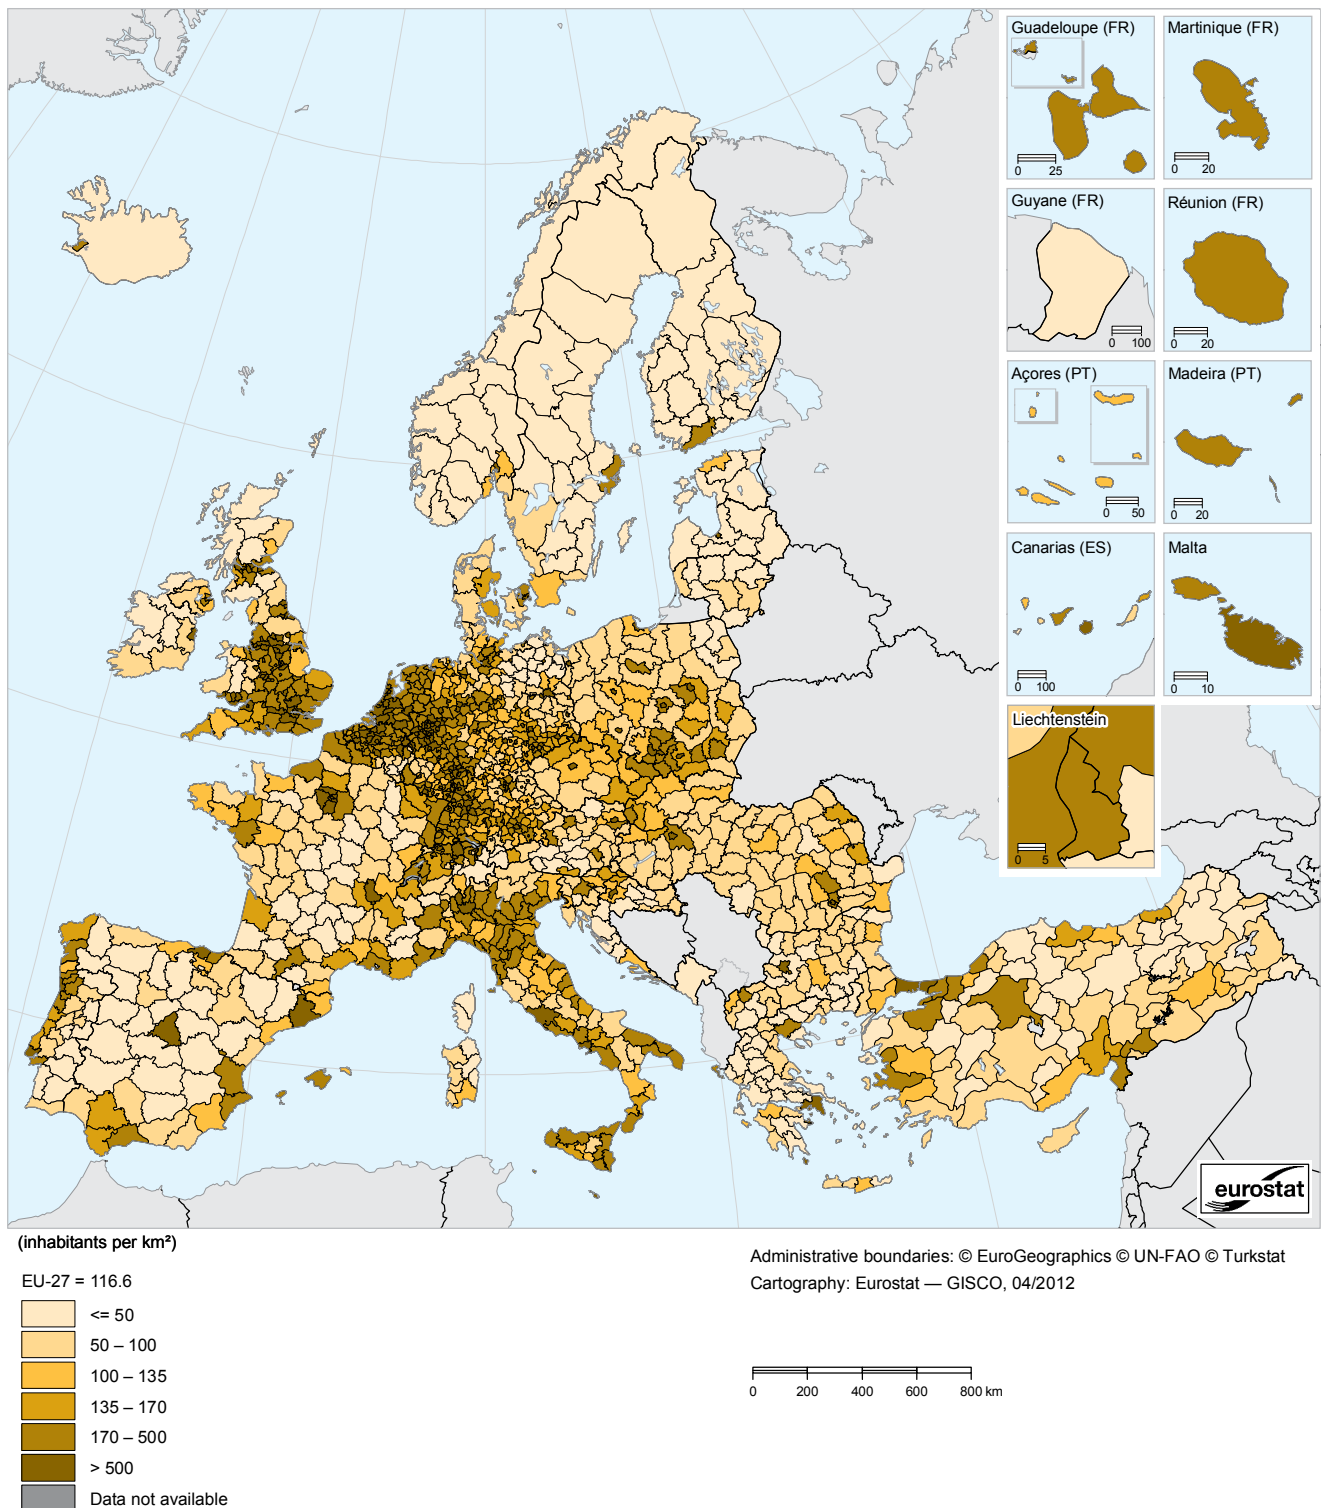 Guadeloupe (FR)
0 25
Martinique (FR)
0 20
Guyane (FR)
0 100
Réunion (FR)
0 20
Açores (PT)
0 50
Madeira (PT)
0 20
Canarias (ES)
0 100
Malta
0 10
Liechtenstein
0 5
eurostat
(inhabitants per km²)
EU-27 = 116.6
<= 50
50 – 100
100 – 135
135 – 170
170 – 500
> 500
Data not available
Administrative boundaries: © EuroGeographics © UN-FAO © Turkstat
Cartography: Eurostat — GISCO, 04/2012
0 200 400 600 800 km